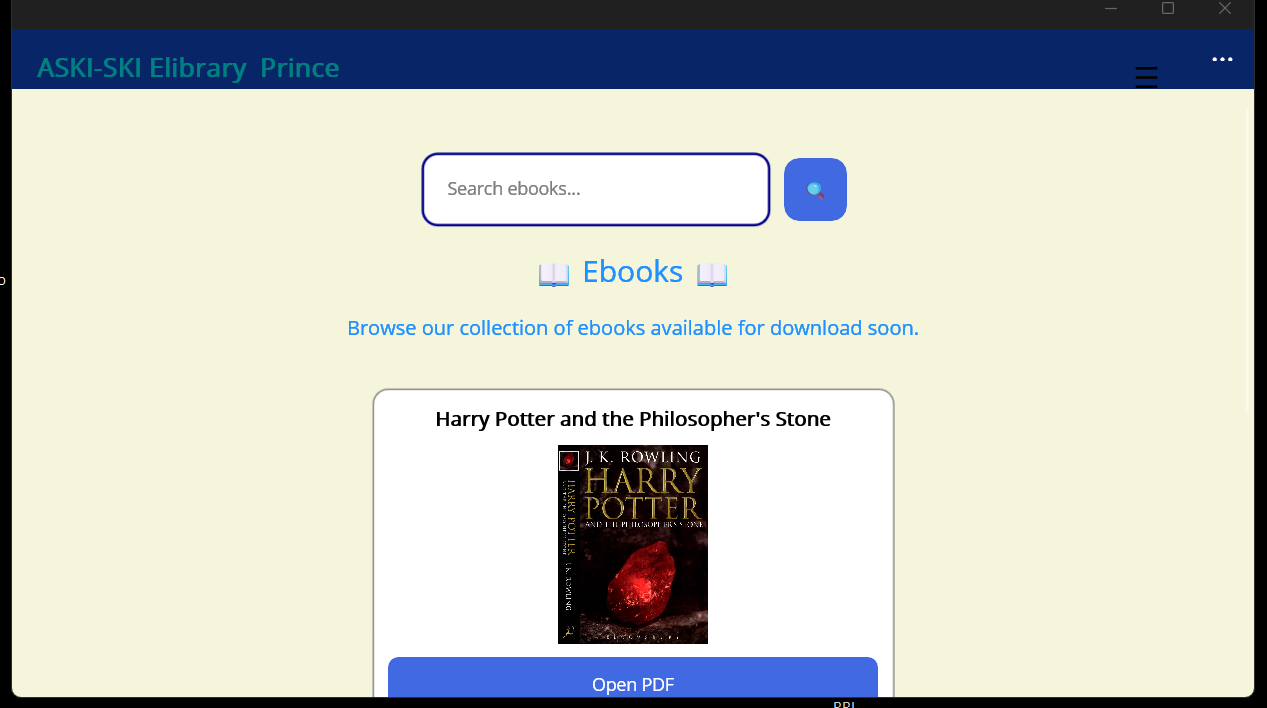 ASKI-SKI Elibrary Prince
Search ebooks...
Ebooks
Browse our collection of ebooks available for download soon.
Harry Potter and the Philosopher's Stone
J. K. ROWLING
HARRY
POTTER
AND THE PHILOSOPHER'S STONE
Open PDF